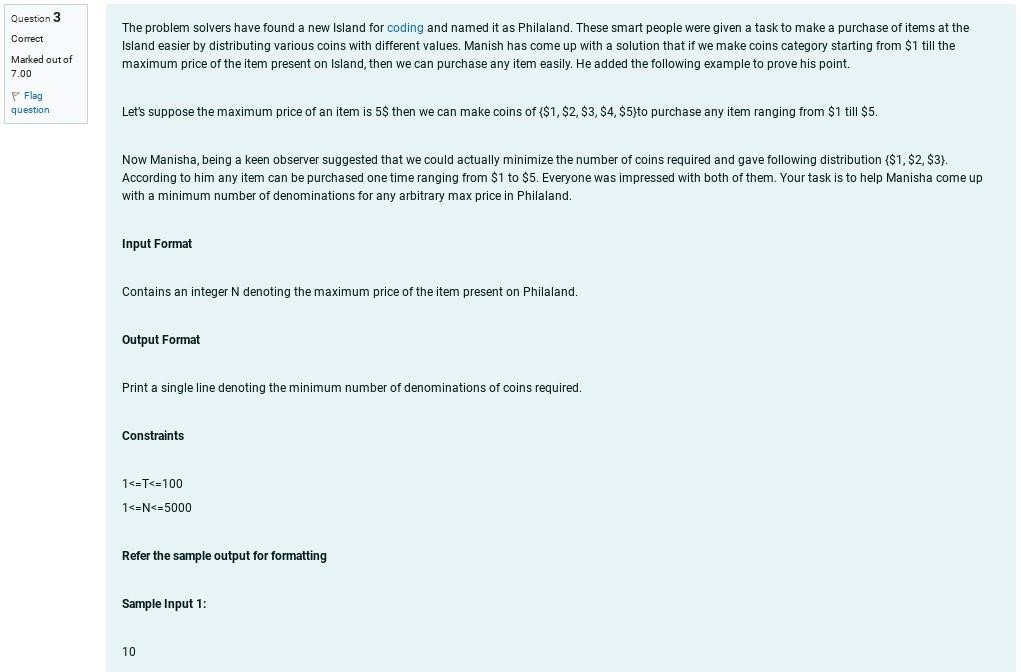 Question 3
Correct
Marked out of
7.00
Flag
question
The problem solvers have found a new Island for coding and named it as Philaland. These smart people were given a task to make a purchase of items at the
Island easier by distributing various coins with different values. Manish has come up with a solution that if we make coins category starting from $1 till the
maximum price of the item present on Island, then we can purchase any item easily. He added the following example to prove his point.
Let's suppose the maximum price of an item is 5$ then we can make coins of {$1, $2, $3, $4, $5}to purchase any item ranging from $1 till $5.
Now Manisha, being a keen observer suggested that we could actually minimize the number of coins required and gave following distribution {$1, $2, $3}.
According to him any item can be purchased one time ranging from $1 to $5. Everyone was impressed with both of them. Your task is to help Manisha come up
with a minimum number of denominations for any arbitrary max price in Philaland.
Input Format
Contains an integer N denoting the maximum price of the item present on Philaland.
Output Format
Print a single line denoting the minimum number of denominations of coins required.
Constraints
1<=T<=100
1<=N<=5000
Refer the sample output for formatting
Sample Input 1:
10